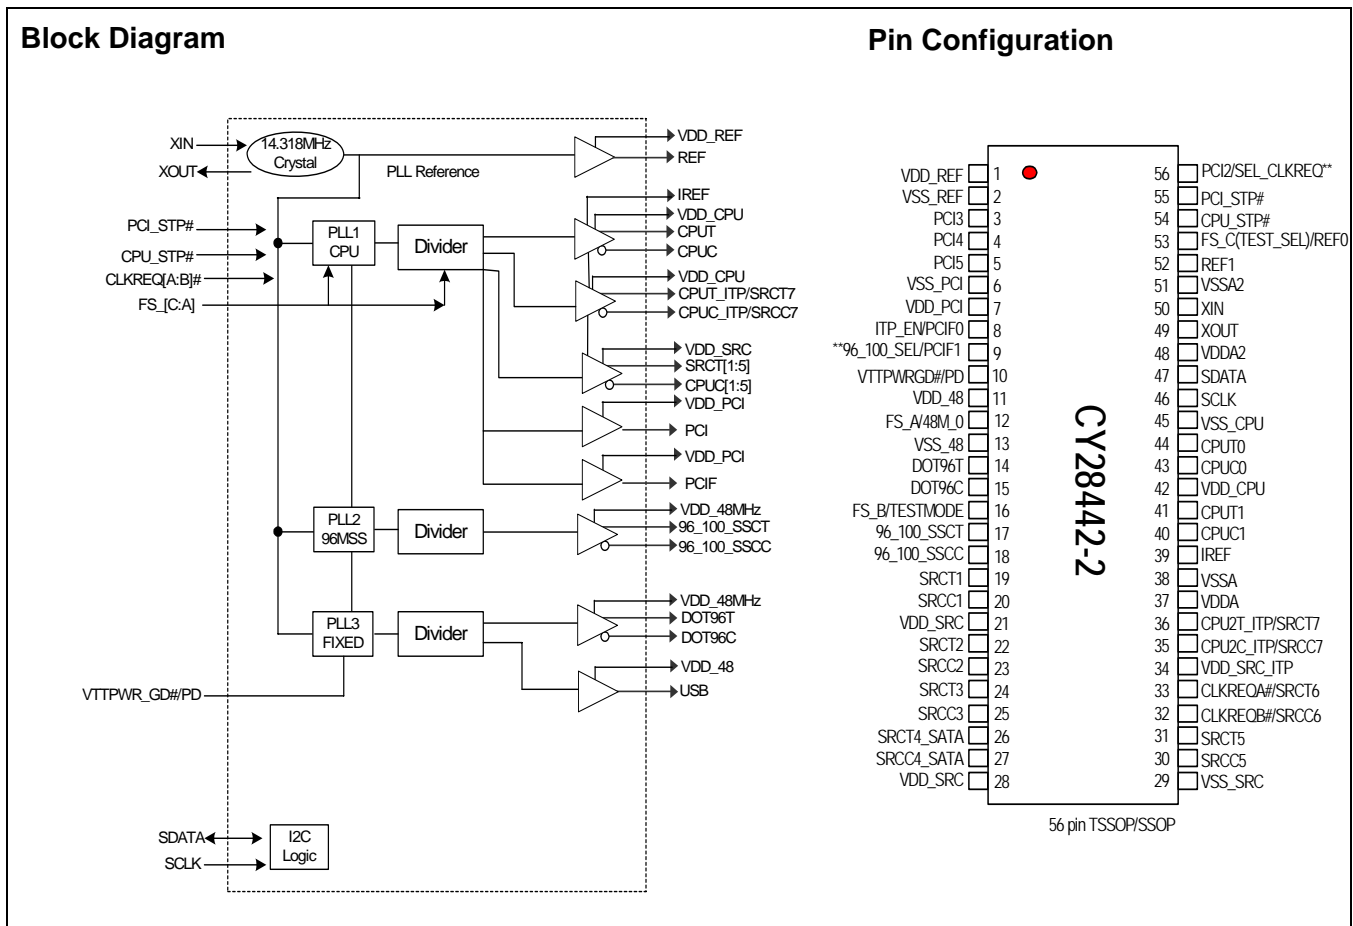 Block Diagram
Pin Configuration
XIN
XOUT
14.318MHz
Crystal
PLL Reference
VDD_REF
REF
PCI_STP#
CPU_STP#
CLKREQ[A:B]#
FS_[C:A]
PLL1
CPU
Divider
IREF
VDD_CPU
CPUT
CPUC
VDD_CPU
CPUT_ITP/SRCT7
CPUC_ITP/SRCC7
VDD_SRC
SRCT[1:5]
CPUC[1:5]
VDD_PCI
PCI
VDD_PCI
PCIF
PLL2
96MSS
Divider
VDD_48MHz
96_100_SSCT
96_100_SSCC
PLL3
FIXED
Divider
VDD_48MHz
DOT96T
DOT96C
VDD_48
USB
VTTPWR_GD#/PD
SDATA
SCLK
I2C
Logic
VDD_REF 1
VSS_REF 2
PCI3 3
PCI4 4
PCI5 5
VSS_PCI 6
VDD_PCI 7
ITP_EN/PCIF0 8
**96_100_SEL/PCIF1 9
VTTPWRGD#/PD 10
VDD_48 11
FS_A/48M_0 12
VSS_48 13
DOT96T 14
DOT96C 15
FS_B/TESTMODE 16
96_100_SSCT 17
96_100_SSCC 18
SRCT1 19
SRCC1 20
VDD_SRC 21
SRCT2 22
SRCC2 23
SRCT3 24
SRCC3 25
SRCT4_SATA 26
SRCC4_SATA 27
VDD_SRC 28
CY28442-2
56 PCI2/SEL_CLKREQ**
55 PCI_STP#
54 CPU_STP#
53 FS_C(TEST_SEL)/REF0
52 REF1
51 VSSA2
50 XIN
49 XOUT
48 VDDA2
47 SDATA
46 SCLK
45 VSS_CPU
44 CPUT0
43 CPUC0
42 VDD_CPU
41 CPUT1
40 CPUC1
39 IREF
38 VSSA
37 VDDA
36 CPU2T_ITP/SRCT7
35 CPU2C_ITP/SRCC7
34 VDD_SRC_ITP
33 CLKREQA#/SRCT6
32 CLKREQB#/SRCC6
31 SRCT5
30 SRCC5
29 VSS_SRC
56 pin TSSOP/SSOP